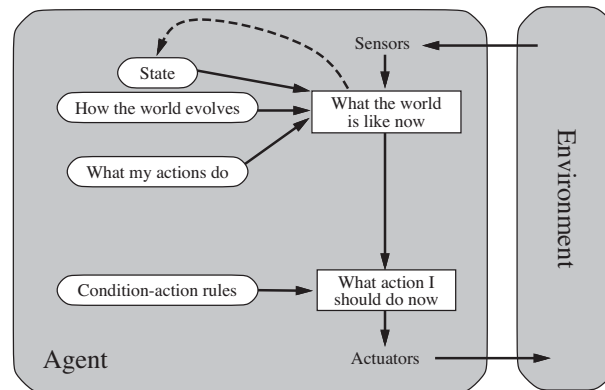 Sensors
State
How the world evolves
What the world
is like now
What my actions do
Environment
Condition-action rules
What action I
should do now
Agent
Actuators